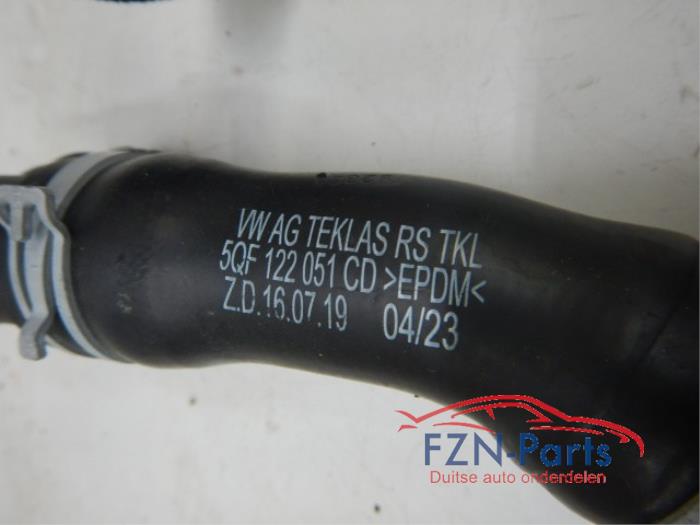 VW AG TEKLAS RS TKL
5QF 122 051 CD >EPDM<
Z.D.16.07.19 04/23
FZN-Parts
Duitse auto onderdelen